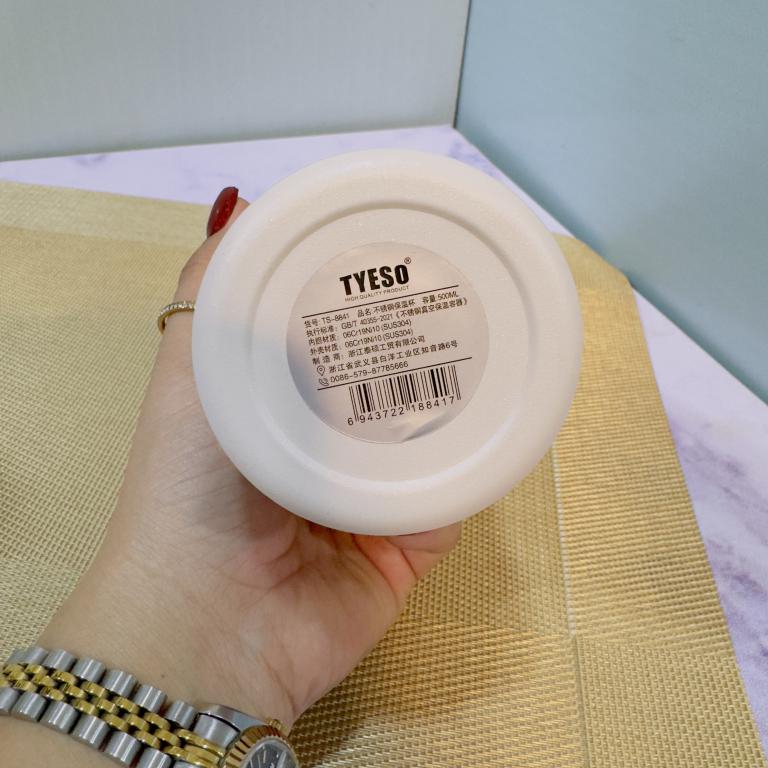 TYESO®
HIGH QUALITY PRODUCT
货号: TS-8841 品名:不锈钢保温杯 容量:500ML
执行标准: GB/T 40355-2021《不锈钢真空保温容器》
内胆材质: 06Cr19Ni10 (SUS304)
外壳材质: 06Cr19Ni10 (SUS304)
制造商: 浙江泰硕工贸有限公司
浙江省武义县白洋工业区知音路6号
0086-579-87785666
6 943722 188417